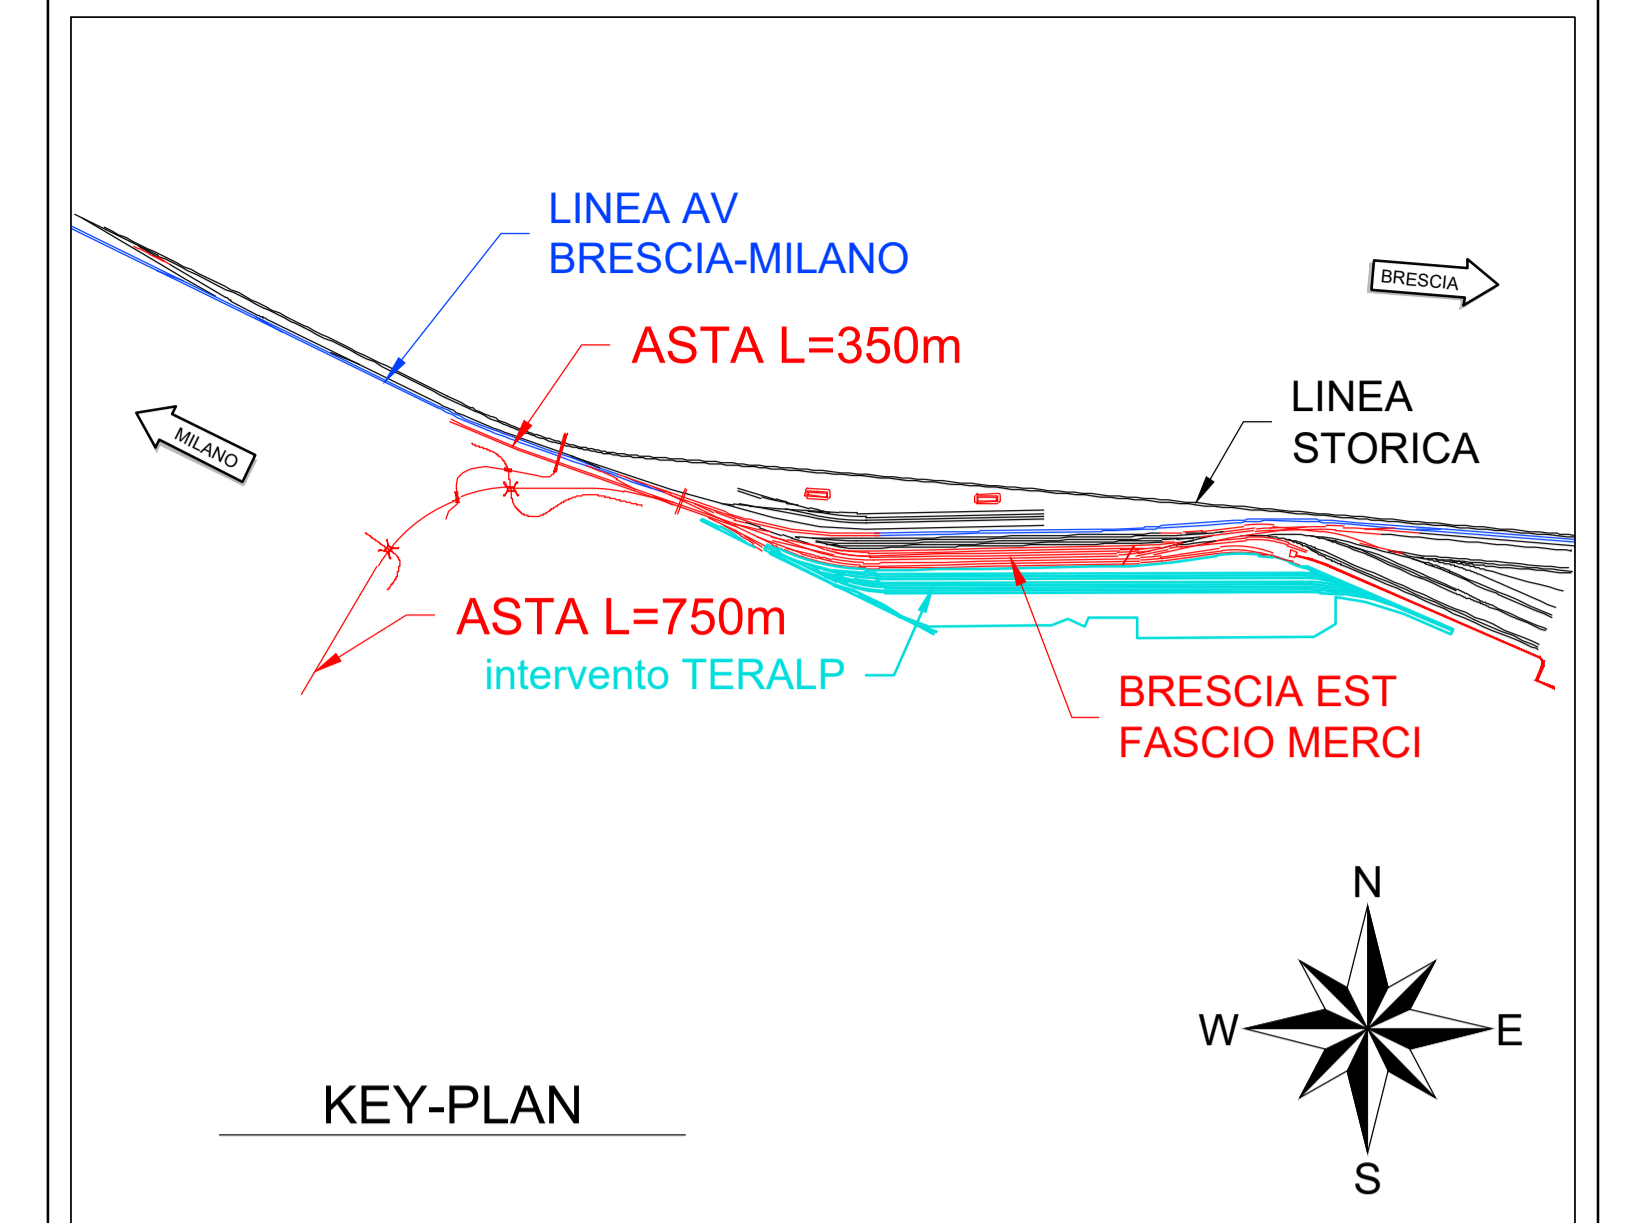 LINEA AV
BRESCIA-MILANO
BRESCIA
ASTA L=350m
LINEA
STORICA
MILANO
ASTA L=750m
intervento TERALP
BRESCIA EST
FASCIO MERCI
N
W
E
S
KEY-PLAN